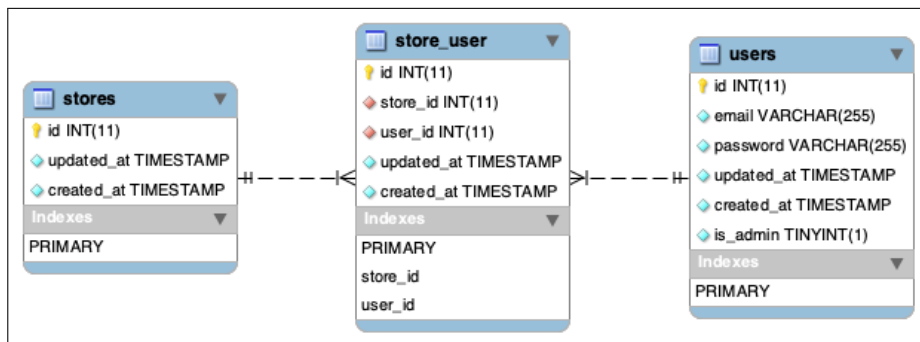 stores
id INT(11)
updated_at TIMESTAMP
created_at TIMESTAMP
Indexes
PRIMARY
store_user
id INT(11)
store_id INT(11)
user_id INT(11)
updated_at TIMESTAMP
created_at TIMESTAMP
Indexes
PRIMARY
store_id
user_id
users
id INT(11)
email VARCHAR(255)
password VARCHAR(255)
updated_at TIMESTAMP
created_at TIMESTAMP
is_admin TINYINT(1)
Indexes
PRIMARY